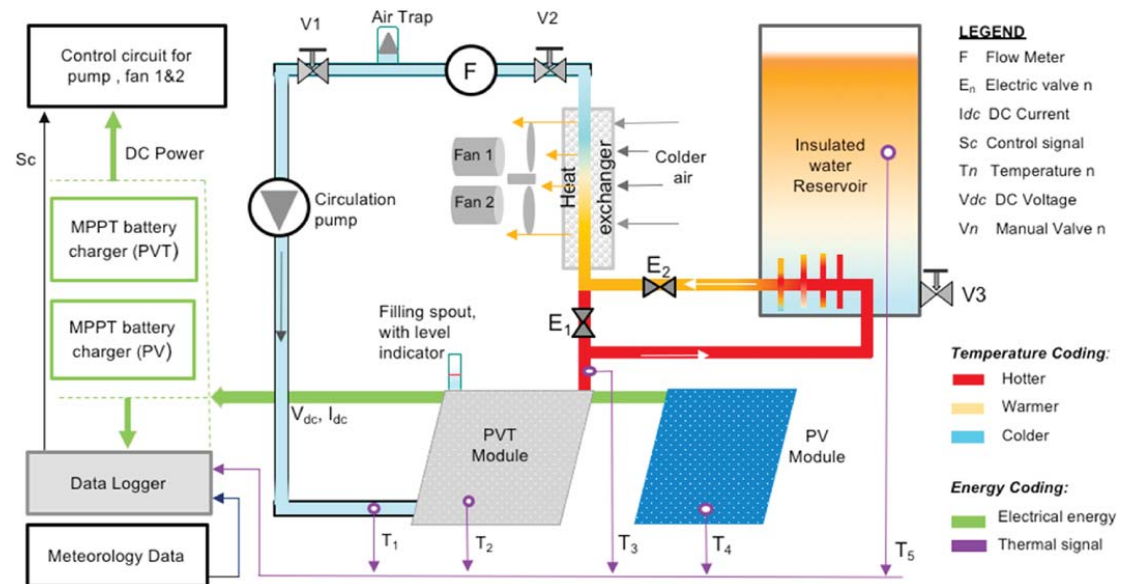 Control circuit for
pump , fan 1&2
Sc
DC Power
MPPT battery
charger (PVT)
MPPT battery
charger (PV)
Data Logger
Meteorology Data
V1
Air Trap
F
V2
Circulation
pump
Fan 1
Fan 2
Heat
exchanger
Colder
air
Insulated
water
Reservoir
E2
E1
V3
Filling spout,
with level
indicator
Vdc, Idc
PVT
Module
PV
Module
T1
T2
T3
T4
T5
LEGEND
F Flow Meter
En Electric valve n
Idc DC Current
Sc Control signal
Tn Temperature n
Vdc DC Voltage
Vn Manual Valve n
Temperature Coding:
Hotter
Warmer
Colder
Energy Coding:
Electrical energy
Thermal signal